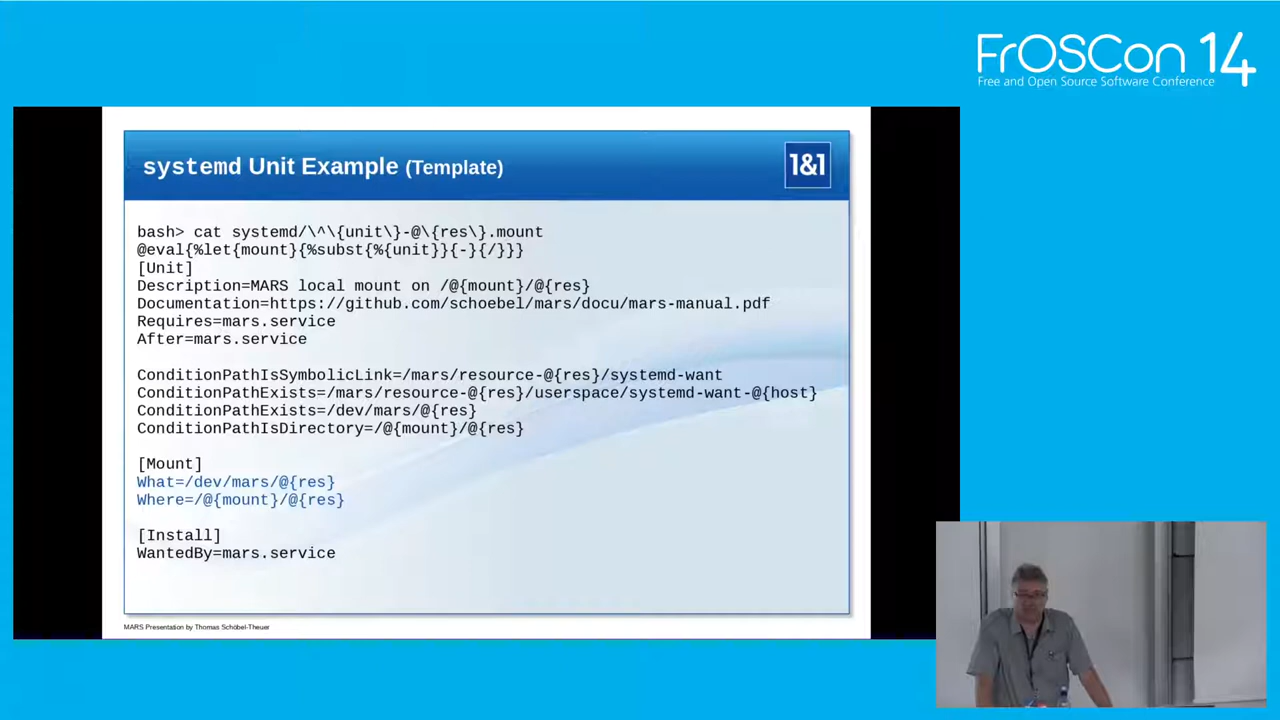 FrOSCon 14
Free and Open Source Software Conference
systemd Unit Example (Template)
1&1
bash> cat systemd/\^\{unit\}-@\{res\}.mount
@eval{%let{mount}{%subst{%{unit}}{-}{/}}}
[Unit]
Description=MARS local mount on /@{mount}/@{res}
Documentation=https://github.com/schoebel/mars/docu/mars-manual.pdf
Requires=mars.service
After=mars.service
ConditionPathIsSymbolicLink=/mars/resource-@{res}/systemd-want
ConditionPathExists=/mars/resource-@{res}/userspace/systemd-want-@{host}
ConditionPathExists=/dev/mars/@{res}
ConditionPathIsDirectory=/@{mount}/@{res}
[Mount]
What=/dev/mars/@{res}
Where=/@{mount}/@{res}
[Install]
WantedBy=mars.service
MARS Presentation by Thomas Schöbel-Theuer